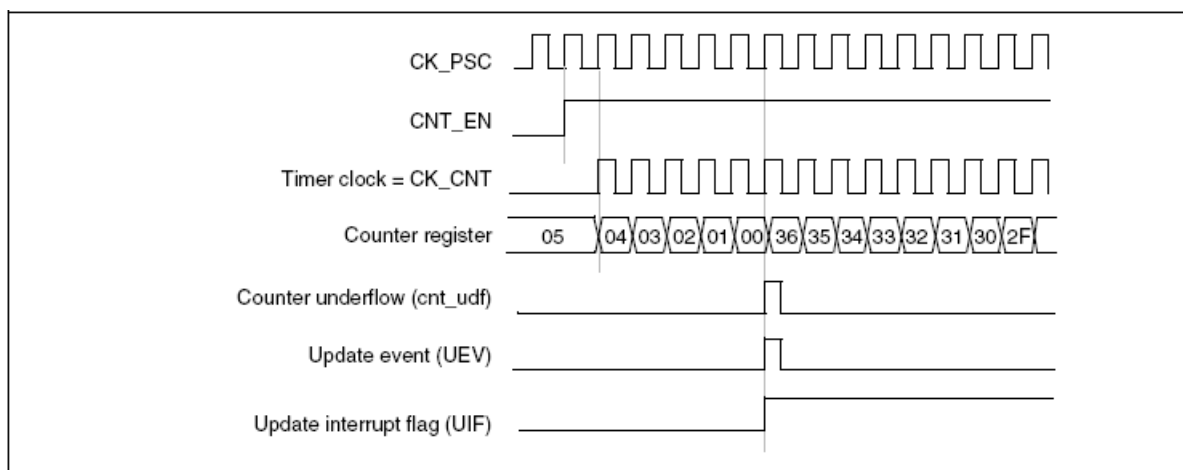 CK_PSC
CNT_EN
Timer clock = CK_CNT
Counter register 05 04 03 02 01 00 36 35 34 33 32 31 30 2F
Counter underflow (cnt_udf)
Update event (UEV)
Update interrupt flag (UIF)